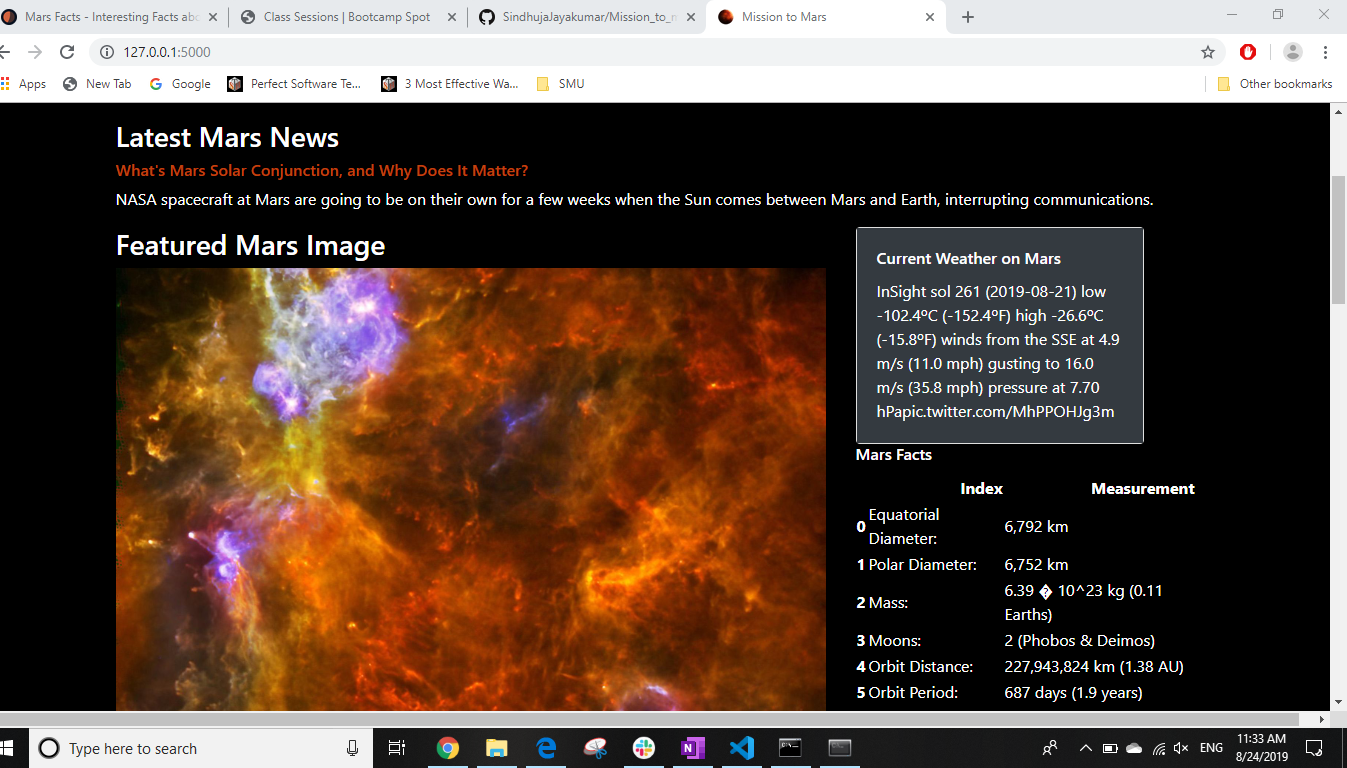 Mars Facts - Interesting Facts abo
Class Sessions | Bootcamp Spot
SindhujaJayakumar/Mission_to_m
Mission to Mars
127.0.0.1:5000
Apps
New Tab
Google
Perfect Software Te...
3 Most Effective Wa...
SMU
Other bookmarks
Latest Mars News
What's Mars Solar Conjunction, and Why Does It Matter?
NASA spacecraft at Mars are going to be on their own for a few weeks when the Sun comes between Mars and Earth, interrupting communications.
Featured Mars Image
Current Weather on Mars
InSight sol 261 (2019-08-21) low
-102.4ºC (-152.4ºF) high -26.6ºC
(-15.8ºF) winds from the SSE at 4.9
m/s (11.0 mph) gusting to 16.0
m/s (35.8 mph) pressure at 7.70
hPapic.twitter.com/MhPPOHJg3m
Mars Facts
Index Measurement
0 Equatorial Diameter: 6,792 km
1 Polar Diameter: 6,752 km
2 Mass: 6.39 � 10^23 kg (0.11 Earths)
3 Moons: 2 (Phobos & Deimos)
4 Orbit Distance: 227,943,824 km (1.38 AU)
5 Orbit Period: 687 days (1.9 years)
Type here to search
ENG
11:33 AM
8/24/2019